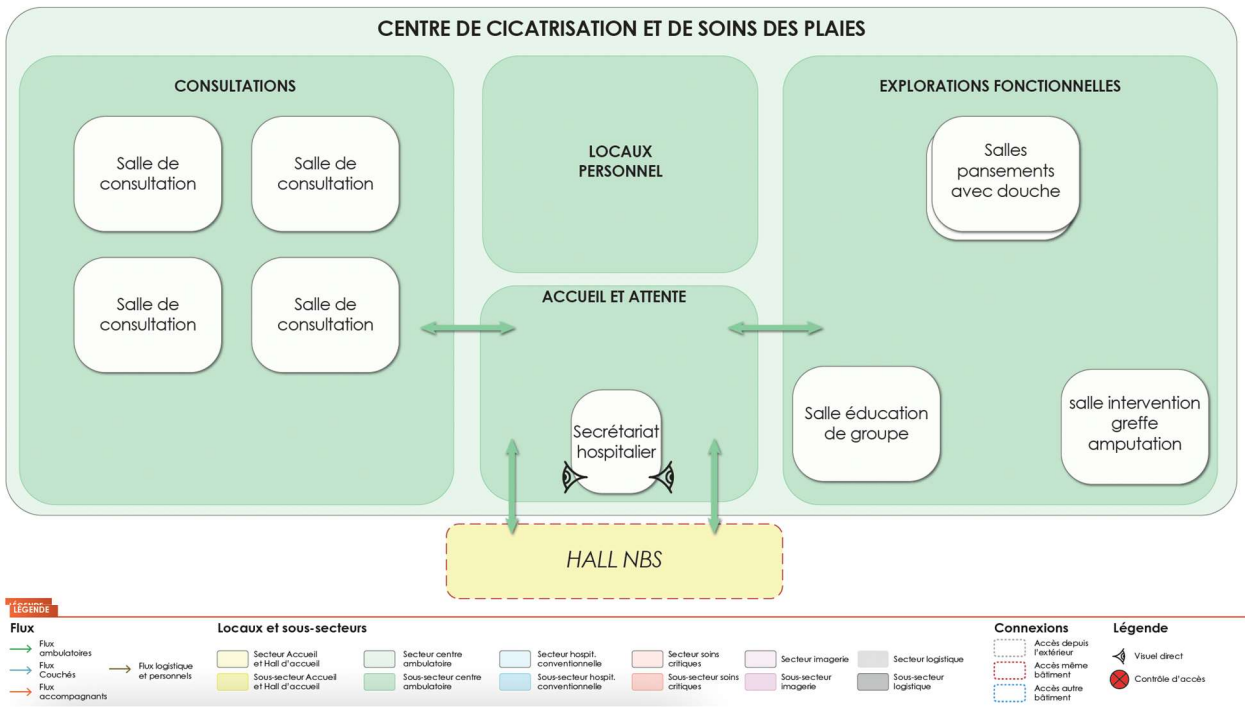 CENTRE DE CICATRISATION ET DE SOINS DES PLAIES
CONSULTATIONS
Salle de
consultation
Salle de
consultation
Salle de
consultation
Salle de
consultation
LOCAUX
PERSONNEL
ACCUEIL ET ATTENTE
Secrétariat
hospitalier
EXPLORATIONS FONCTIONNELLES
Salles
pansements
avec douche
Salle éducation
de groupe
salle intervention
greffe
amputation
HALL NBS
LÉGENDE
LÉGENDE
Flux
Flux
ambulatoires
Flux
Couchés
Flux
accompagnants
Flux logistique
et personnels
Locaux et sous-secteurs
Secteur Accueil
et Hall d'accueil
Sous-secteur Accueil
et Hall d'accueil
Secteur centre
ambulatoire
Sous-secteur centre
ambulatoire
Secteur hospit.
conventionnelle
Sous-secteur hospit.
conventionnelle
Secteur soins
critiques
Sous-secteur soins
critiques
Secteur imagerie
Sous-secteur
imagerie
Secteur logistique
Sous-secteur
logistique
Connexions
Accès depuis
l'extérieur
Accès même
bâtiment
Accès autre
bâtiment
Légende
Visuel direct
Contrôle d'accès